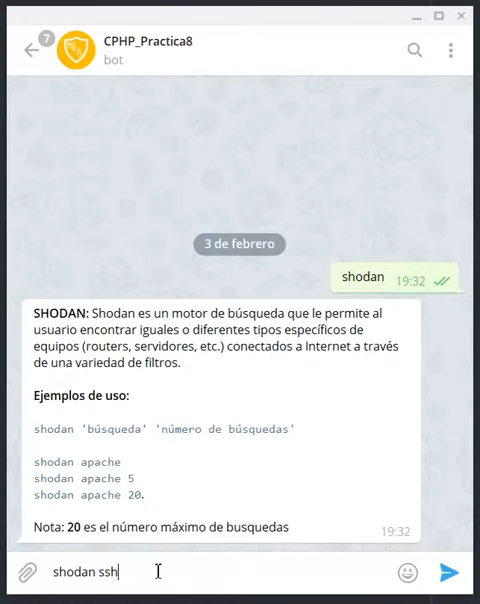 7
CPHP_Practica8
bot
3 de febrero
shodan 19:32
SHODAN: Shodan es un motor de búsqueda que le permite al
usuario encontrar iguales o diferentes tipos específicos de
equipos (routers, servidores, etc.) conectados a Internet a través
de una variedad de filtros.
Ejemplos de uso:
shodan 'búsqueda' 'número de búsquedas'
shodan apache
shodan apache 5
shodan apache 20.
Nota: 20 es el número máximo de busquedas
19:32
shodan ssh